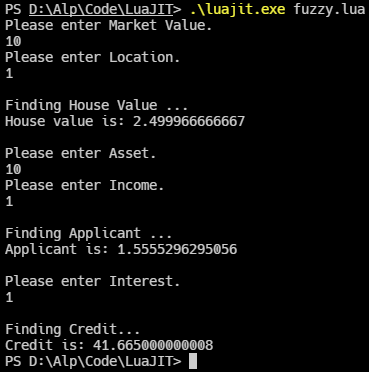 PS D:\Alp\Code\LuaJIT> .\luajit.exe fuzzy.lua
Please enter Market Value.
10
Please enter Location.
1
Finding House Value ...
House value is: 2.499966666667
Please enter Asset.
10
Please enter Income.
1
Finding Applicant ...
Applicant is: 1.5555296295056
Please enter Interest.
1
Finding Credit...
Credit is: 41.665000000008
PS D:\Alp\Code\LuaJIT>